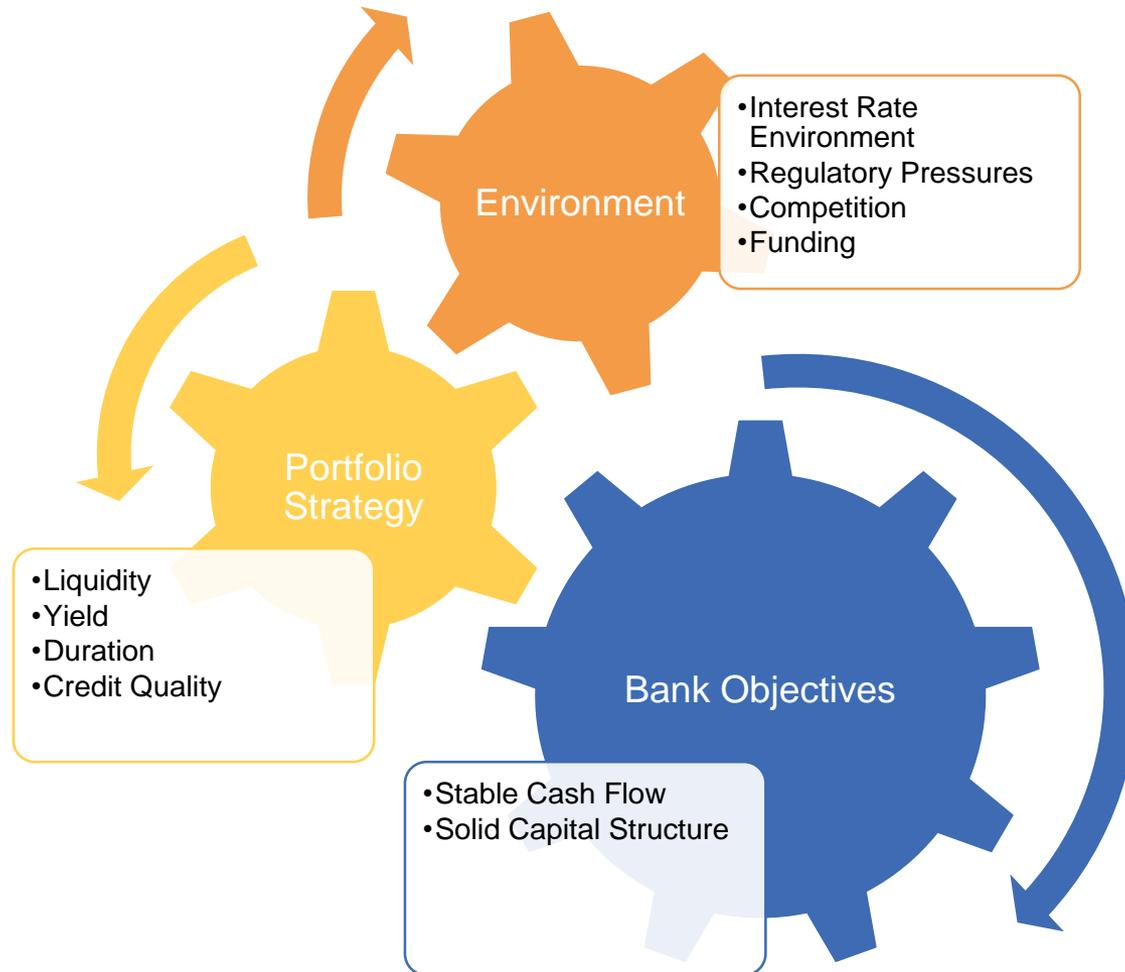 Environment
•Interest Rate
Environment
•Regulatory Pressures
•Competition
•Funding
Portfolio
Strategy
•Liquidity
•Yield
•Duration
•Credit Quality
Bank Objectives
•Stable Cash Flow
•Solid Capital Structure